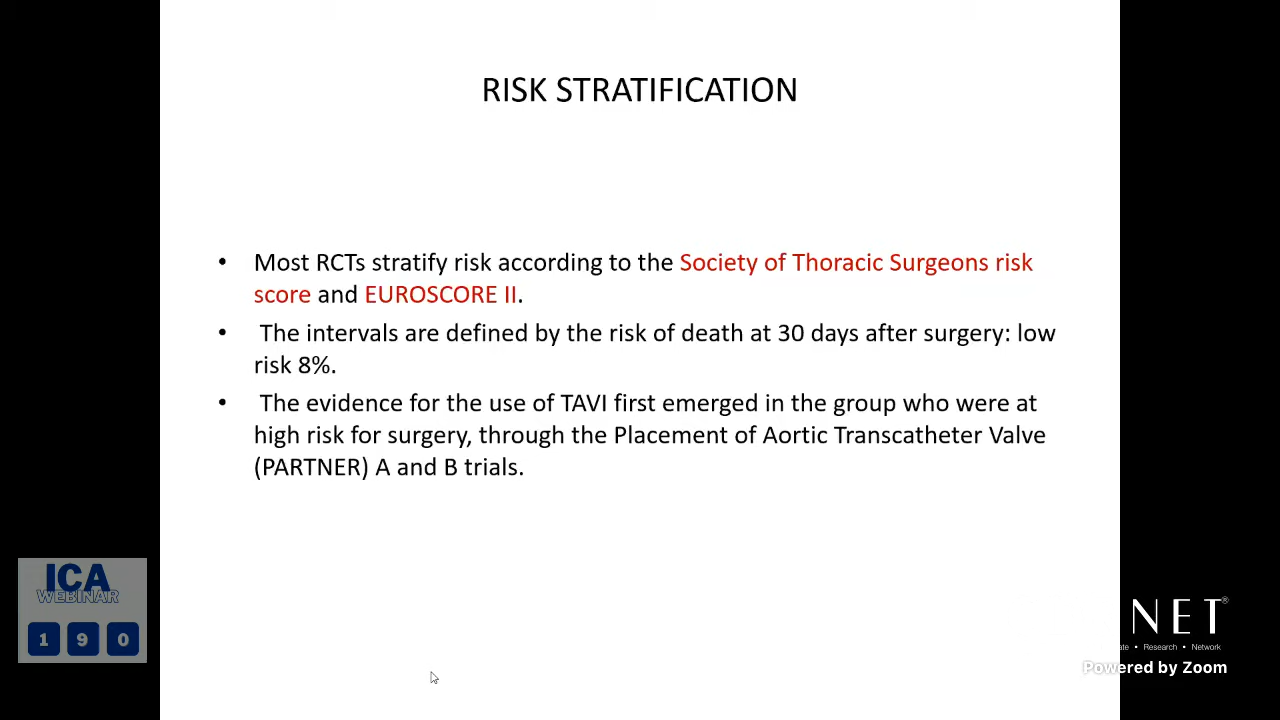 RISK STRATIFICATION
• Most RCTs stratify risk according to the Society of Thoracic Surgeons risk
score and EUROSCORE II.
• The intervals are defined by the risk of death at 30 days after surgery: low
risk 8%.
• The evidence for the use of TAVI first emerged in the group who were at
high risk for surgery, through the Placement of Aortic Transcatheter Valve
(PARTNER) A and B trials.
ICA
WEBINAR
1 9 0
NET®
• Research • Network
Powered by Zoom